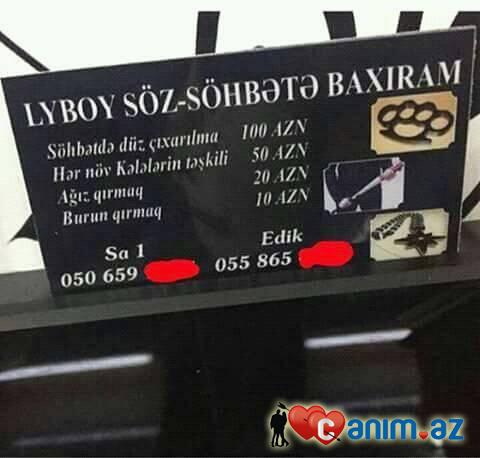 LYBOY SÖZ-SÖHBƏTƏ BAXIRAM
Söhbətdə düz çıxarılma 100 AZN
Hər növ Kələlərin təşkili 50 AZN
Ağız qırmaq 20 AZN
Burun qırmaq 10 AZN
Sa 1
050 659
Edik
055 865
Canim.az